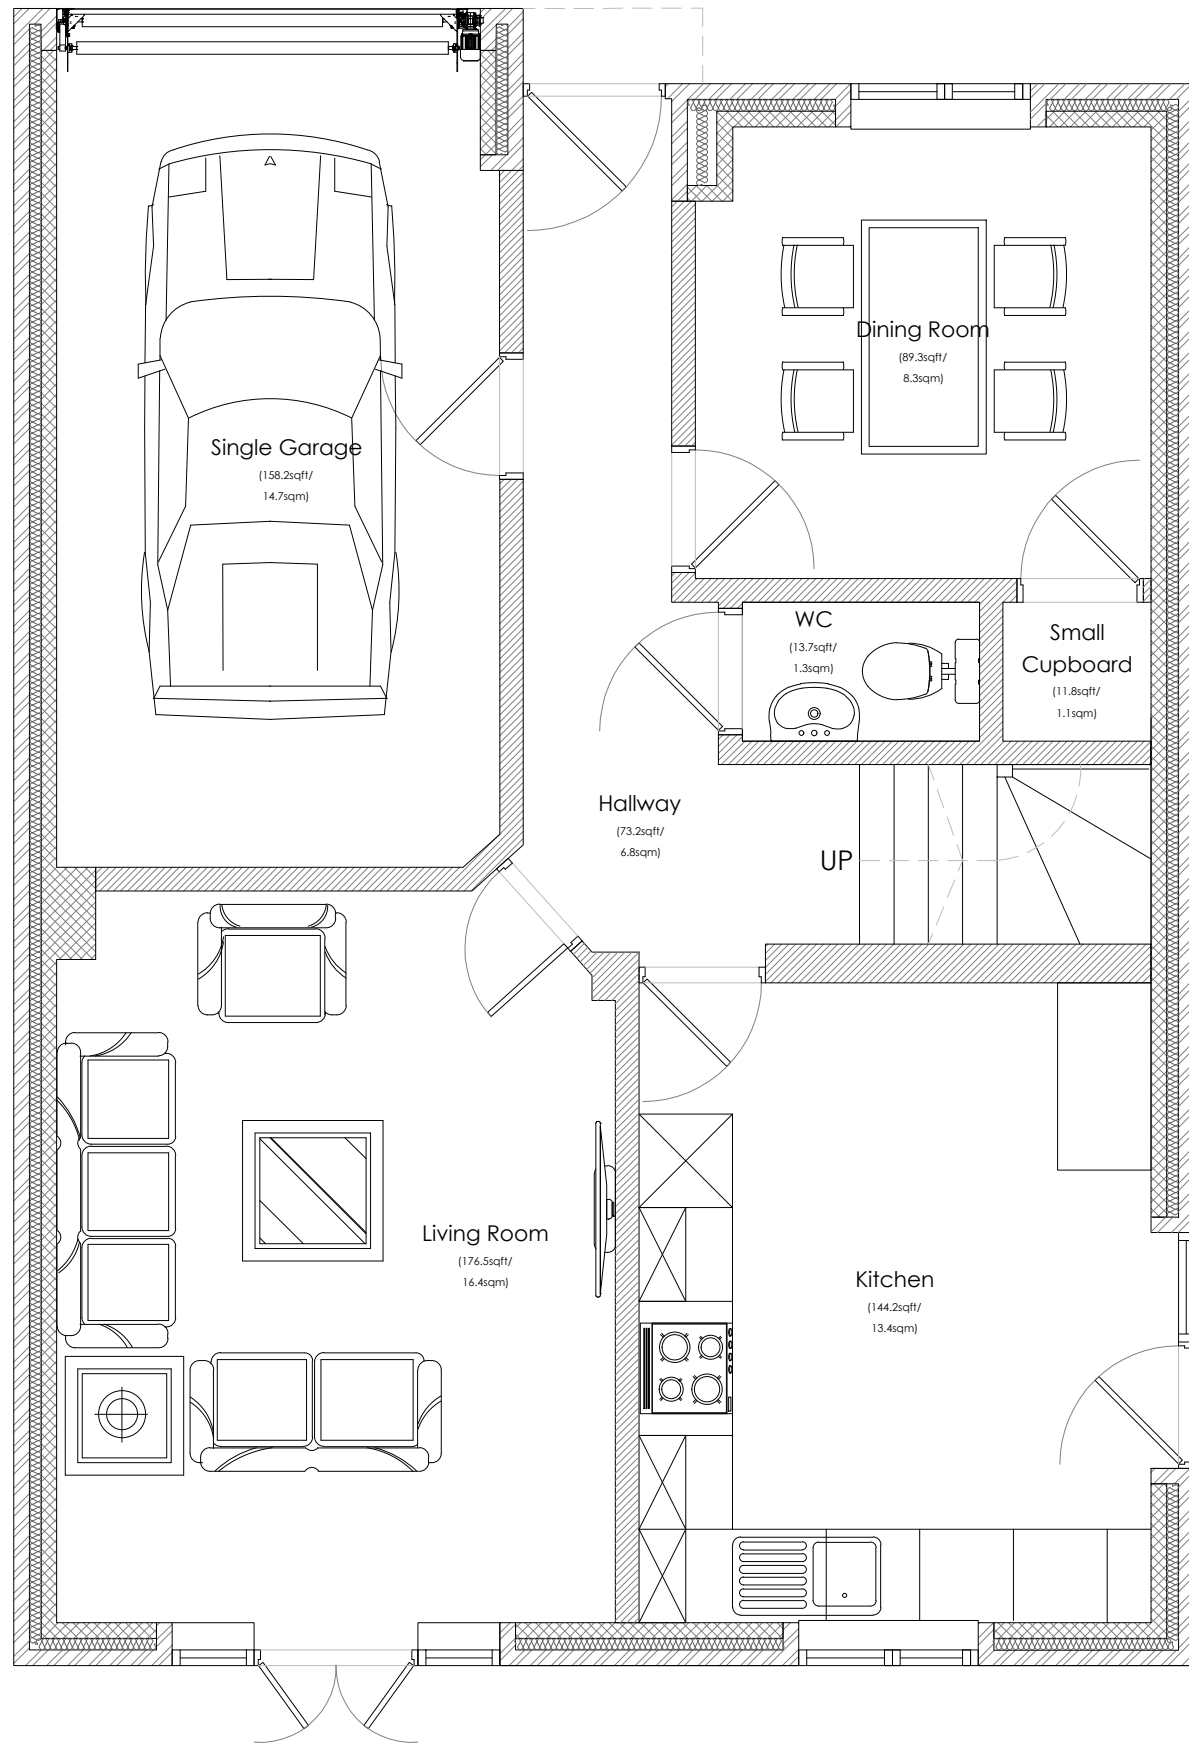 Dining Room
(89.3sqft/
8.3sqm)
Single Garage
(158.2sqft/
14.7sqm)
WC
(13.7sqft/
1.3sqm)
Small
Cupboard
(11.8sqft/
1.1sqm)
Hallway
(73.2sqft/
6.8sqm)
UP
Living Room
(176.5sqft/
16.4sqm)
Kitchen
(144.2sqft/
13.4sqm)